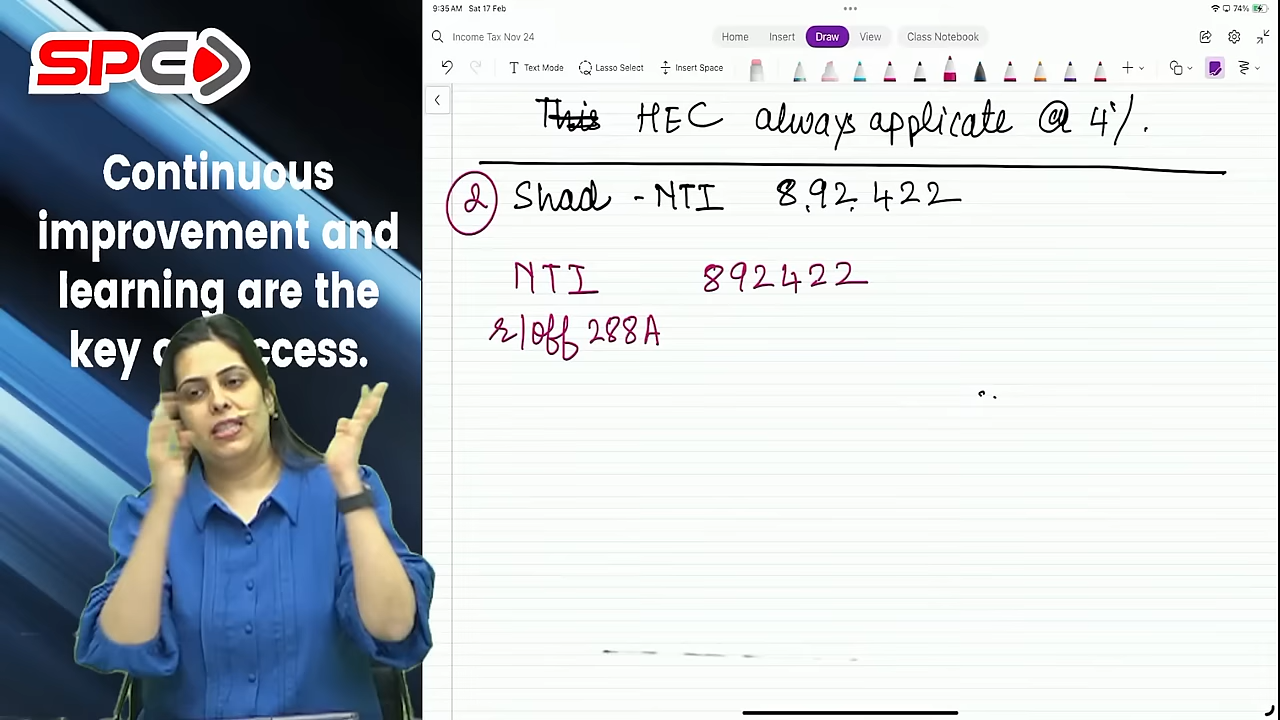 SPC
Continuous
improvement and
learning are the
key
ccess.
9:35 AM Sat 17 Feb
74%
Income Tax Nov 24
Home Insert Draw View Class Notebook
Text Mode Lasso Select Insert Space
This HEC always applicate @ 4%.
2 Shad - NTI 8,92,422
NTI 892422
r/off 288A